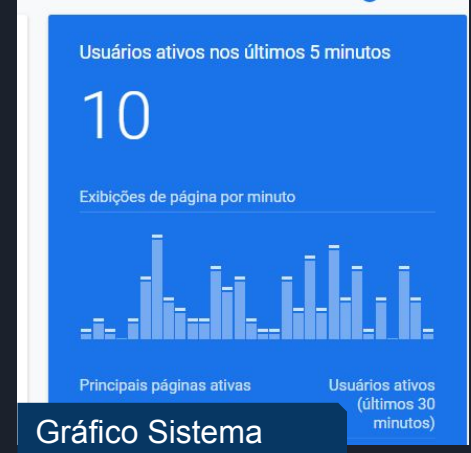 Usuários ativos nos últimos 5 minutos
10
Exibições de página por minuto
Principais páginas ativas
Usuários ativos
(últimos 30
minutos)
Gráfico Sistema